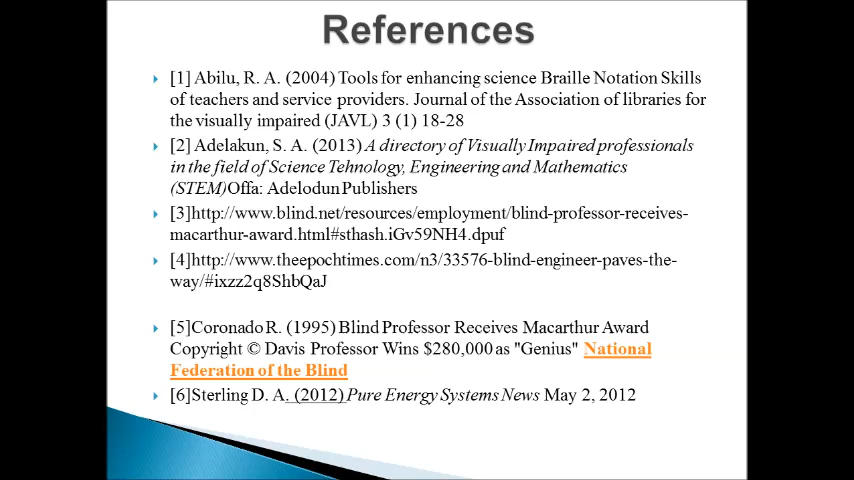 References
[1] Abilu, R. A. (2004) Tools for enhancing science Braille Notation Skills
of teachers and service providers. Journal of the Association of libraries for
the visually impaired (JAVL) 3 (1) 18-28
[2] Adelakun, S. A. (2013) A directory of Visually Impaired professionals
in the field of Science Tehnology, Engineering and Mathematics
(STEM)Offa: Adelodun Publishers
[3]http://www.blind.net/resources/employment/blind-professor-receives-
macarthur-award.html#sthash.iGv59NH4.dpuf
[4]http://www.theepochtimes.com/n3/33576-blind-engineer-paves-the-
way/#ixzz2q8ShbQaJ
[5]Coronado R. (1995) Blind Professor Receives Macarthur Award
Copyright © Davis Professor Wins $280,000 as "Genius" National
Federation of the Blind
[6]Sterling D. A. (2012) Pure Energy Systems News May 2, 2012